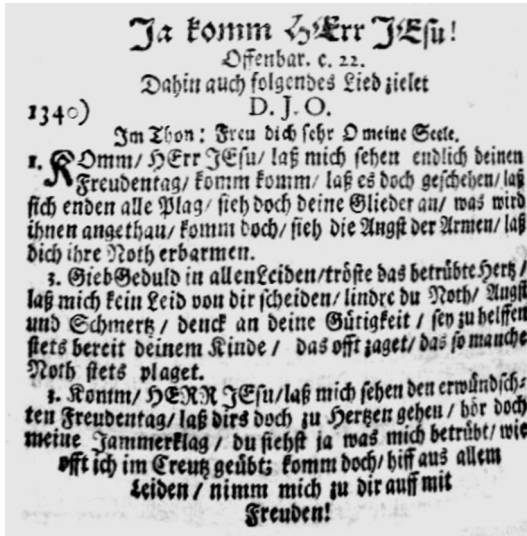 Ja komm HErr JEsu!
Offenbar. c. 22.
Dahin auch folgendes Lied zielet
1340) D. J. O.
Im Thon: Freu dich sehr O meine Seele.
1. KOmm/ HErr JEsu/ laß mich sehen endlich deinen
Freudentag/ komm komm/ laß es doch geschehen/ laß
sich enden alle Plag/ sieh doch deine Glieder an/ was wird
ihnen angethan/ komm doch/ sieh die Angst der Armen/ laß
dich ihre Noth erbarmen.
3. Gieb Geduld in allen Leiden/ tröste das betrübte Hertz/
laß mich kein Leid von dir scheiden/ lindre du Noth/ Angst
und Schmertz/ denck an deine Gütigkeit/ sey zu helffen
stets bereit deinem Kinde/ das offt zaget/ das so manche
Noth stets plaget.
3. Komm/ HERR JEsu/ laß mich sehen den erwündsch-
ten Freudentag/ laß dirs doch zu Hertzen gehen/ hör doch
meine Jammerklag/ du siehst ja was mich betrübt/ wie
offt ich im Creutz geübt; komm doch/ hilf aus allem
Leiden/ nimm mich zu dir auff mit
Freuden!